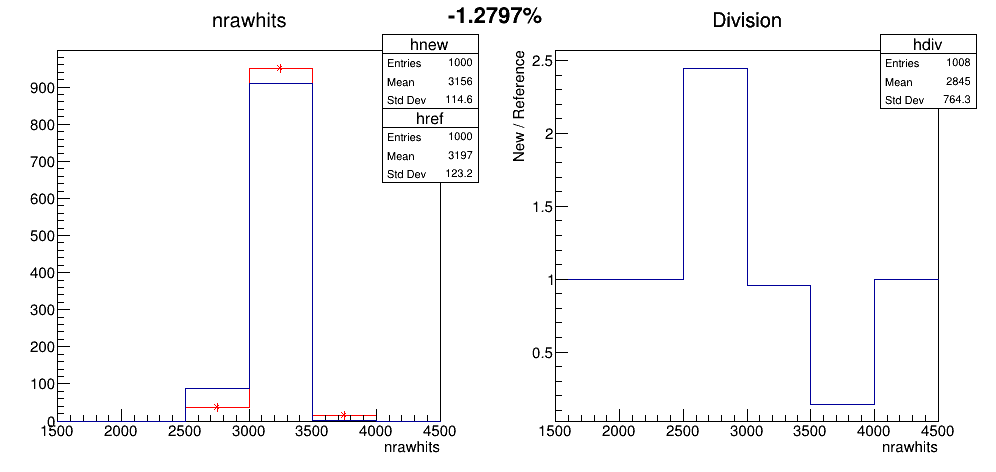 -1.2797%
nrawhits
hnew
Entries 1000
Mean 3156
Std Dev 114.6
href
Entries 1000
Mean 3197
Std Dev 123.2
900
800
700
600
500
400
300
200
100
0
1500 2000 2500 3000 3500 4000 4500
nrawhits
Division
hdiv
Entries 1008
Mean 2845
Std Dev 764.3
New / Reference
2.5
2
1.5
1
0.5
1500 2000 2500 3000 3500 4000 4500
nrawhits